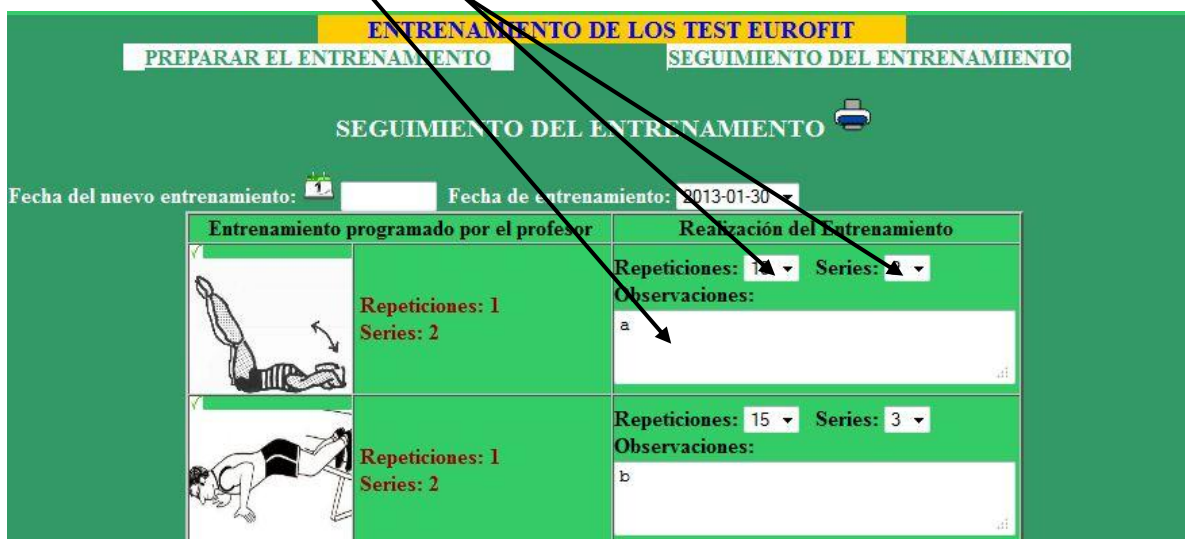 ENTRENAMIENTO DE LOS TEST EUROFIT
PREPARAR EL ENTRENAMIENTO SEGUIMIENTO DEL ENTRENAMIENTO
SEGUIMIENTO DEL ENTRENAMIENTO
Fecha del nuevo entrenamiento: 1 Fecha de entrenamiento: 2013-01-30
Entrenamiento programado por el profesor Realización del Entrenamiento
Repeticiones: Series:
Observaciones:
Repeticiones: 1
Series: 2
a
Repeticiones: 15 Series: 3
Observaciones:
Repeticiones: 1
Series: 2
b